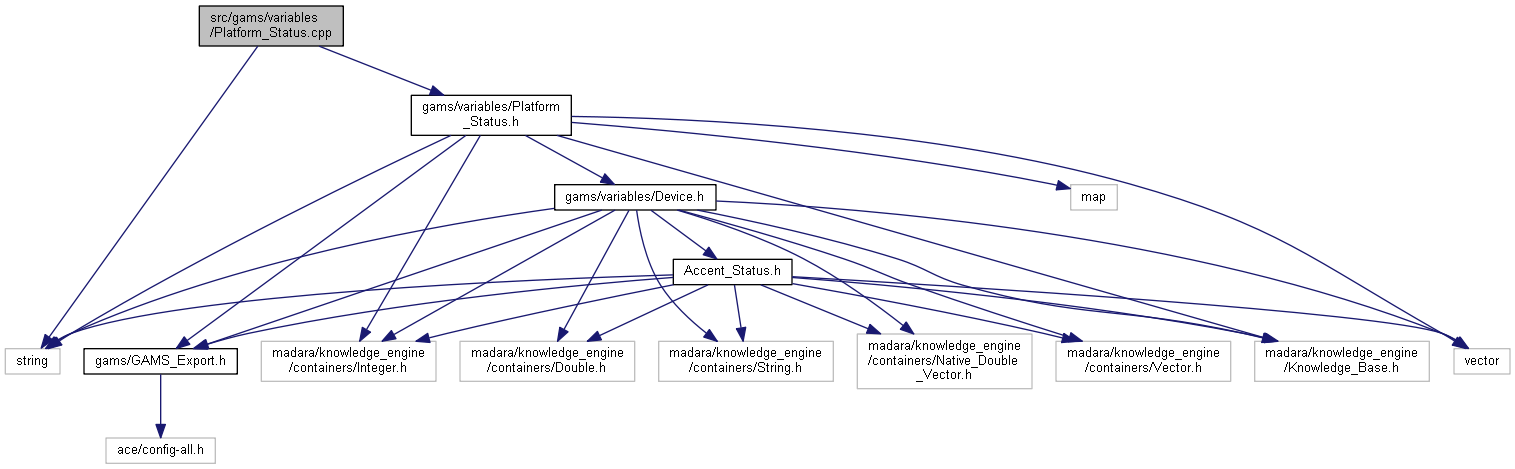 src/gams/variables
/Platform_Status.cpp
gams/variables/Platform
_Status.h
gams/variables/Device.h
map
Accent_Status.h
string
gams/GAMS_Export.h
madara/knowledge_engine
/containers/Integer.h
madara/knowledge_engine
/containers/Double.h
madara/knowledge_engine
/containers/String.h
madara/knowledge_engine
/containers/Native_Double
_Vector.h
madara/knowledge_engine
/containers/Vector.h
madara/knowledge_engine
/Knowledge_Base.h
vector
ace/config-all.h